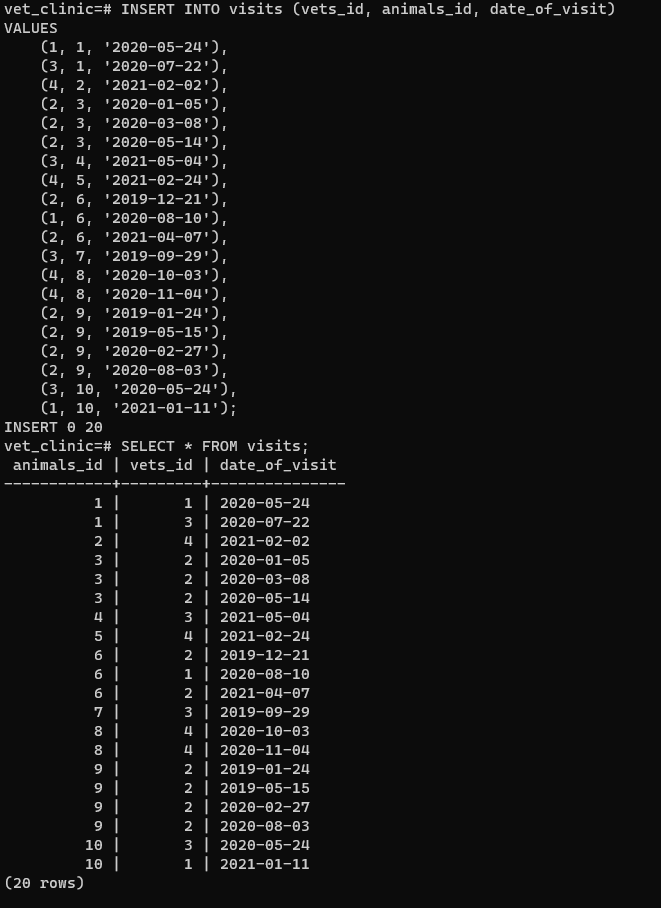 vet_clinic=# INSERT INTO visits (vets_id, animals_id, date_of_visit)
VALUES
    (1, 1, '2020-05-24'),
    (3, 1, '2020-07-22'),
    (4, 2, '2021-02-02'),
    (2, 3, '2020-01-05'),
    (2, 3, '2020-03-08'),
    (2, 3, '2020-05-14'),
    (3, 4, '2021-05-04'),
    (4, 5, '2021-02-24'),
    (2, 6, '2019-12-21'),
    (1, 6, '2020-08-10'),
    (2, 6, '2021-04-07'),
    (3, 7, '2019-09-29'),
    (4, 8, '2020-10-03'),
    (4, 8, '2020-11-04'),
    (2, 9, '2019-01-24'),
    (2, 9, '2019-05-15'),
    (2, 9, '2020-02-27'),
    (2, 9, '2020-08-03'),
    (3, 10, '2020-05-24'),
    (1, 10, '2021-01-11');
INSERT 0 20
vet_clinic=# SELECT * FROM visits;
 animals_id | vets_id | date_of_visit
------------+---------+---------------
          1 |       1 | 2020-05-24
          1 |       3 | 2020-07-22
          2 |       4 | 2021-02-02
          3 |       2 | 2020-01-05
          3 |       2 | 2020-03-08
          3 |       2 | 2020-05-14
          4 |       3 | 2021-05-04
          5 |       4 | 2021-02-24
          6 |       2 | 2019-12-21
          6 |       1 | 2020-08-10
          6 |       2 | 2021-04-07
          7 |       3 | 2019-09-29
          8 |       4 | 2020-10-03
          8 |       4 | 2020-11-04
          9 |       2 | 2019-01-24
          9 |       2 | 2019-05-15
          9 |       2 | 2020-02-27
          9 |       2 | 2020-08-03
         10 |       3 | 2020-05-24
         10 |       1 | 2021-01-11
(20 rows)